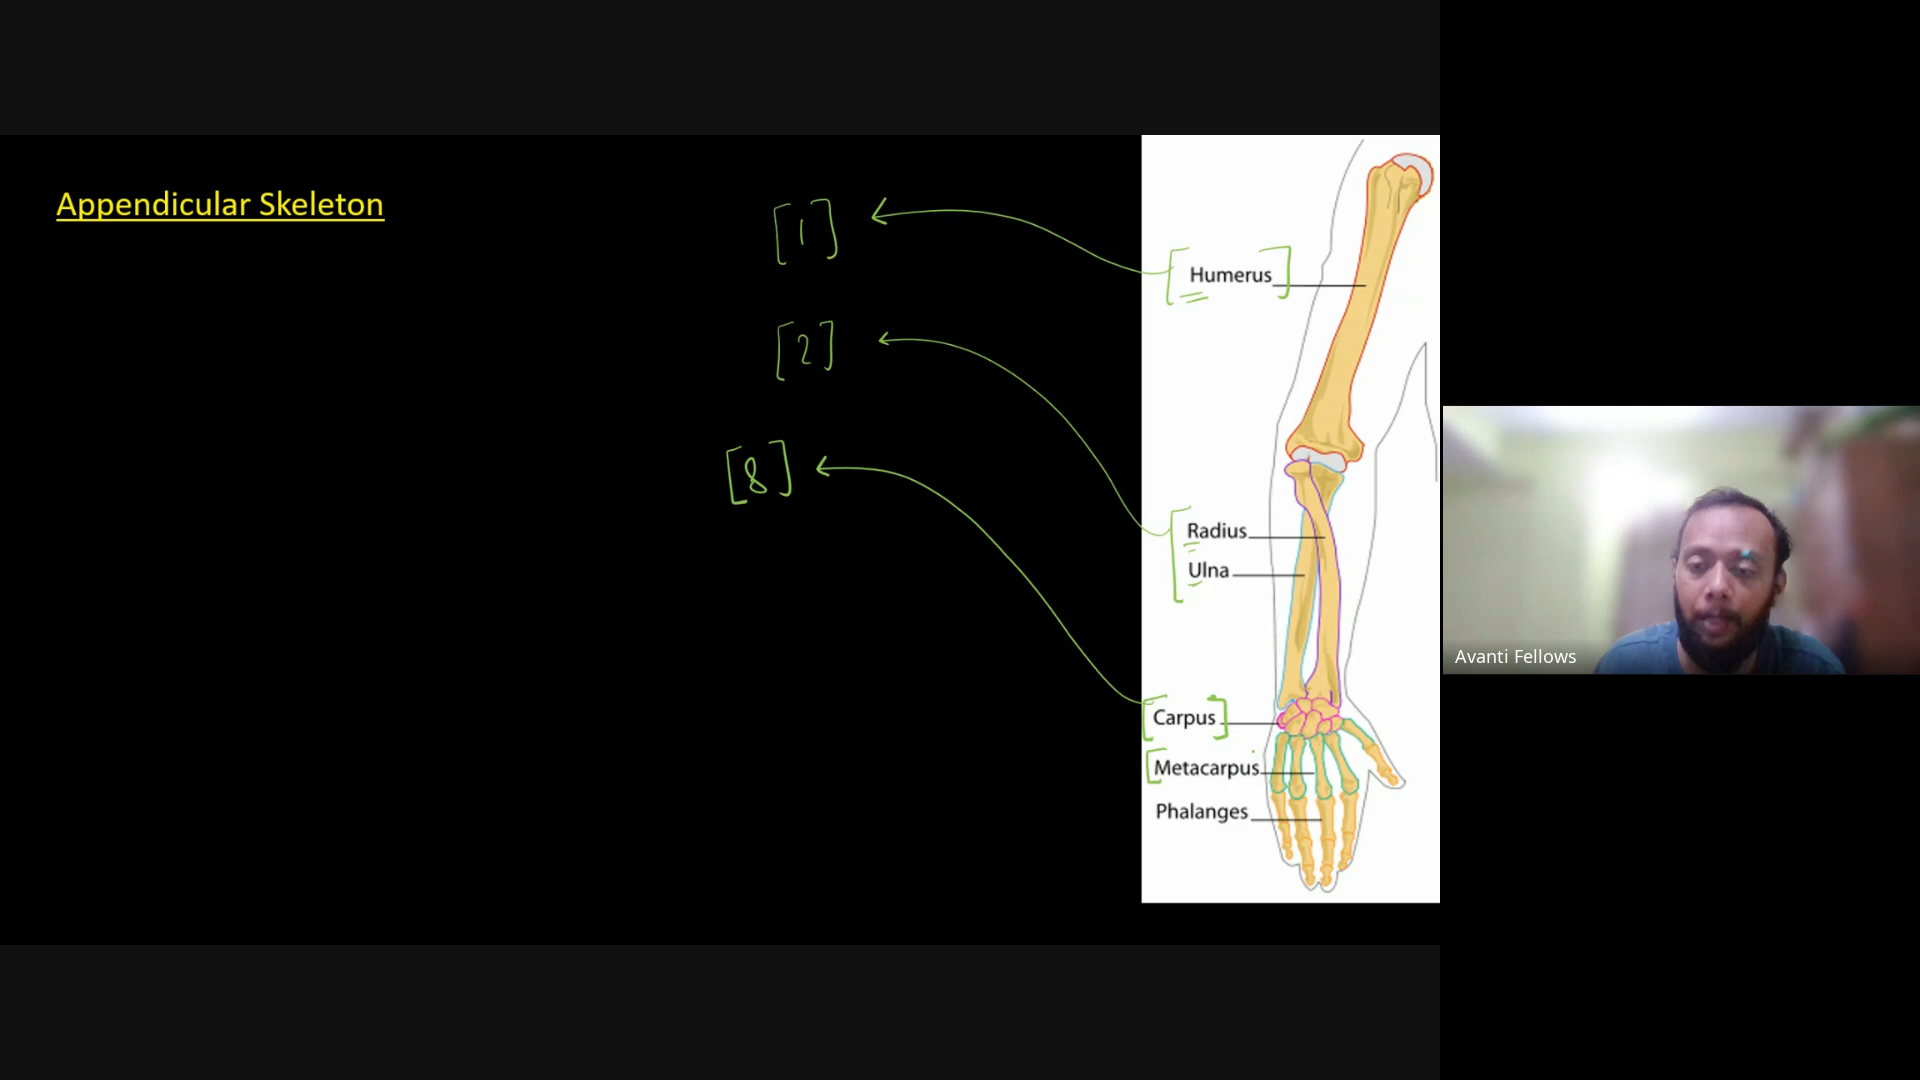 Appendicular Skeleton
[1]
[2]
[8]
[Humerus]
[Radius
Ulna
[Carpus]
[Metacarpus
Phalanges
Avanti Fellows